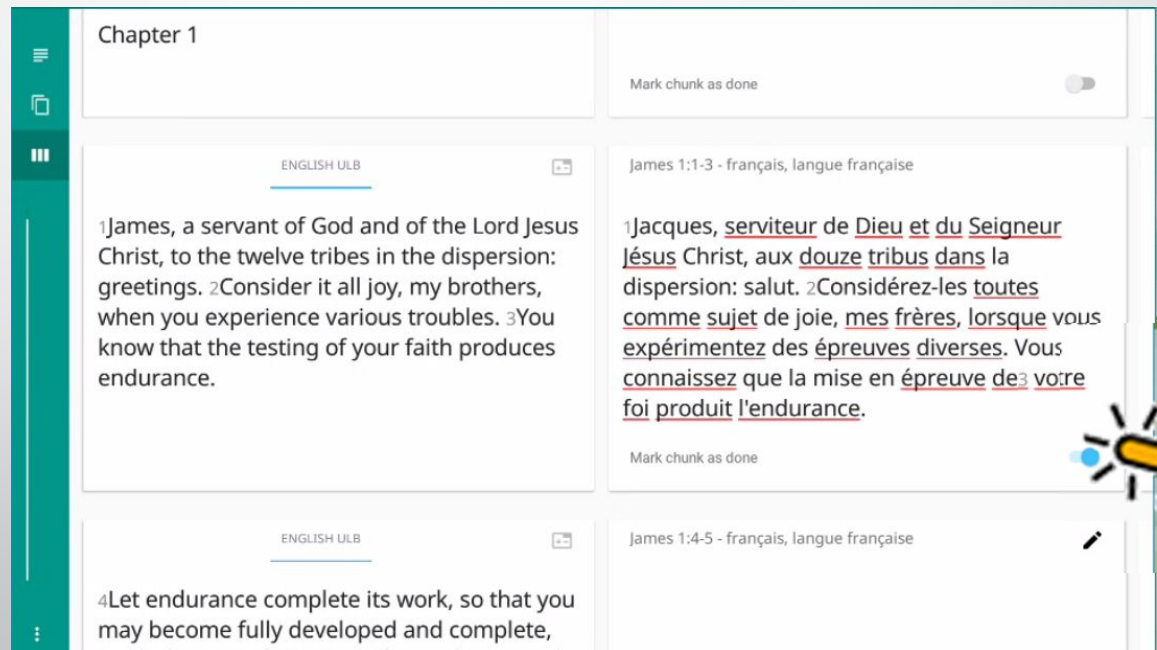 Chapter 1
Mark chunk as done
ENGLISH ULB
1James, a servant of God and of the Lord Jesus
Christ, to the twelve tribes in the dispersion:
greetings. 2Consider it all joy, my brothers,
when you experience various troubles. 3You
know that the testing of your faith produces
endurance.
James 1:1-3 - français, langue française
1Jacques, serviteur de Dieu et du Seigneur
Jésus Christ, aux douze tribus dans la
dispersion: salut. 2Considérez-les toutes
comme sujet de joie, mes frères, lorsque vous
expérimentez des épreuves diverses. Vous
connaissez que la mise en épreuve de3 votre
foi produit l'endurance.
Mark chunk as done
ENGLISH ULB
4Let endurance complete its work, so that you
may become fully developed and complete,
James 1:4-5 - français, langue française